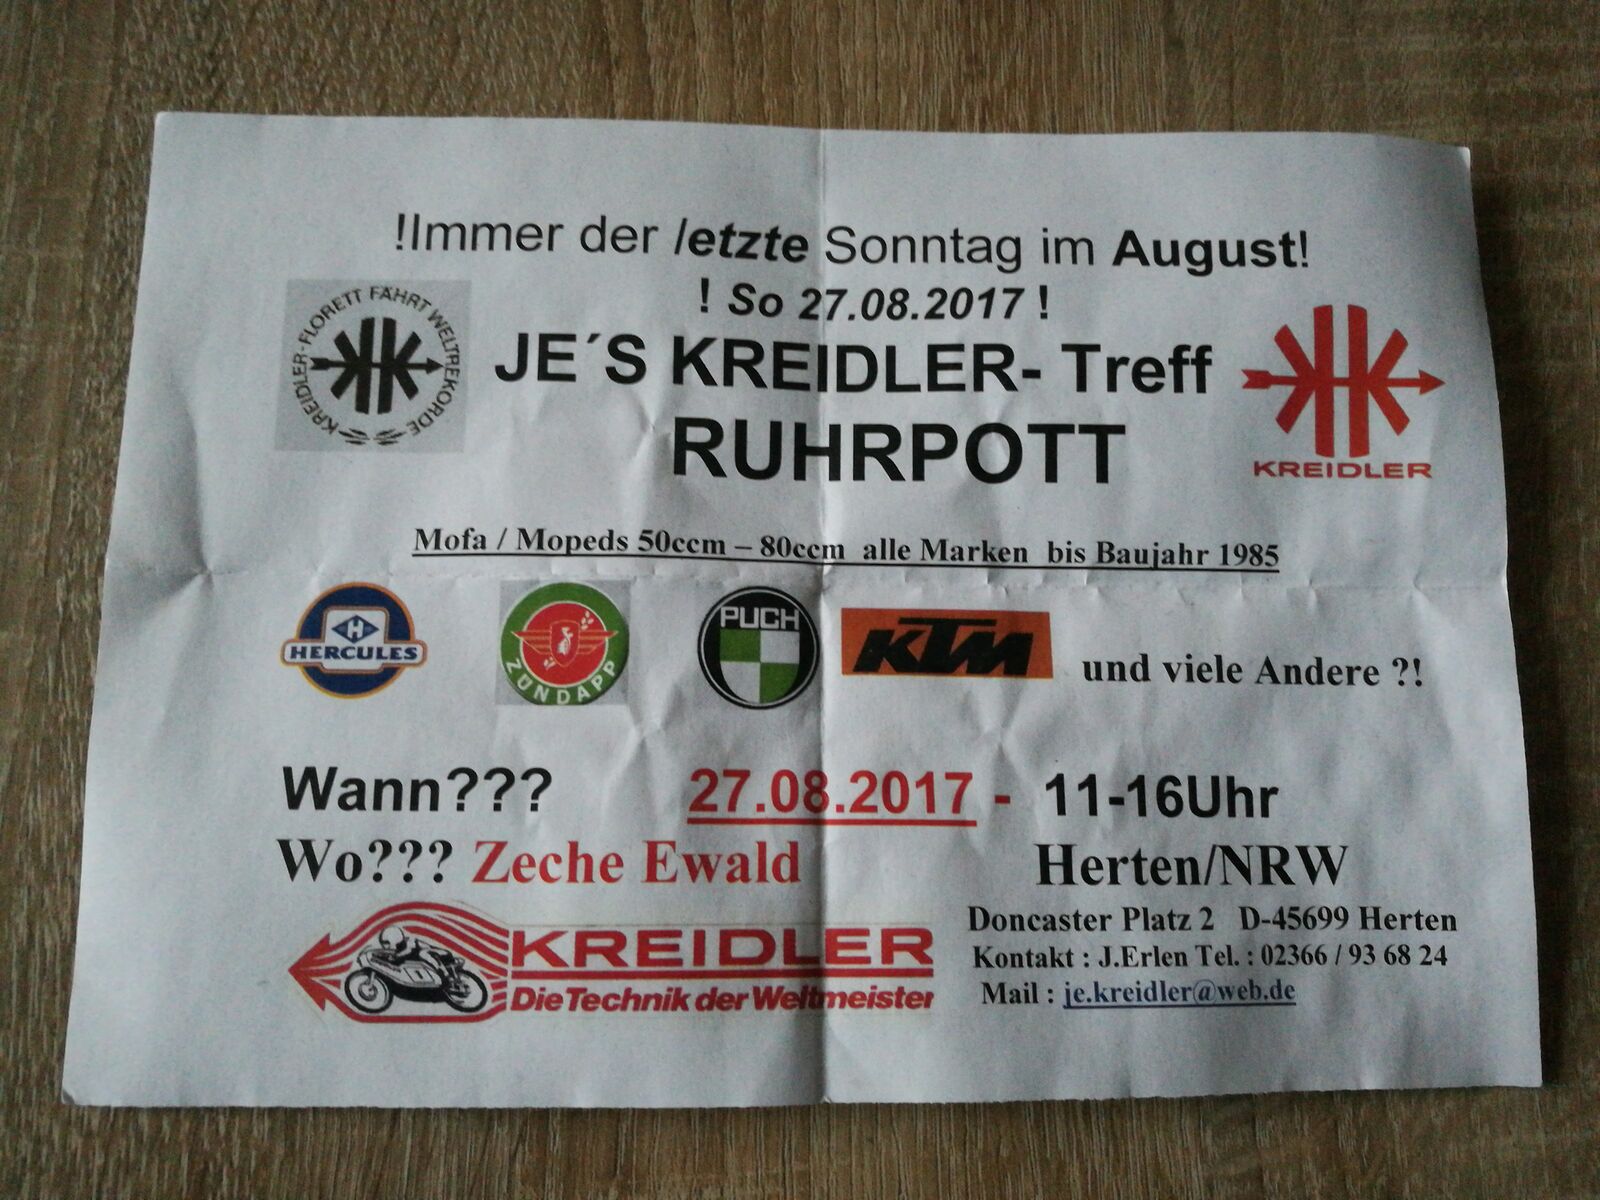 !Immer der letzte Sonntag im August!
! So 27.08.2017 !
KREIDLER-FLORETT FÄHRT WELTREKORDE
JE´S KREIDLER- Treff
RUHRPOTT
KREIDLER
Mofa / Mopeds 50ccm – 80ccm alle Marken bis Baujahr 1985
H
HERCULES
ZÜNDAPP
PUCH
KTM
und viele Andere ?!
Wann??? 27.08.2017 - 11-16Uhr
Wo??? Zeche Ewald Herten/NRW
Doncaster Platz 2 D-45699 Herten
Kontakt : J.Erlen Tel. : 02366 / 93 68 24
Mail : je.kreidler@web.de
1
KREIDLER
Die Technik der Weltmeister